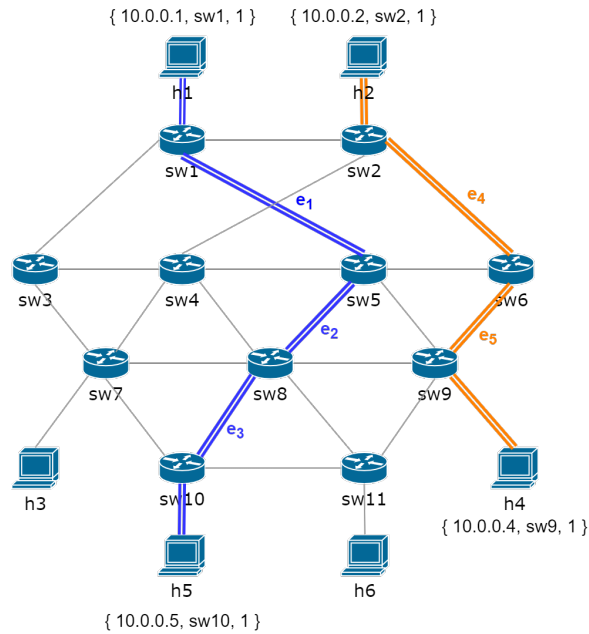 { 10.0.0.1, sw1, 1 }
{ 10.0.0.2, sw2, 1 }
h1
h2
sw1
sw2
e1
e4
sw3
sw4
sw5
sw6
e2
e5
sw7
sw8
sw9
e3
sw10
sw11
h3
h4
{ 10.0.0.4, sw9, 1 }
h5
h6
{ 10.0.0.5, sw10, 1 }